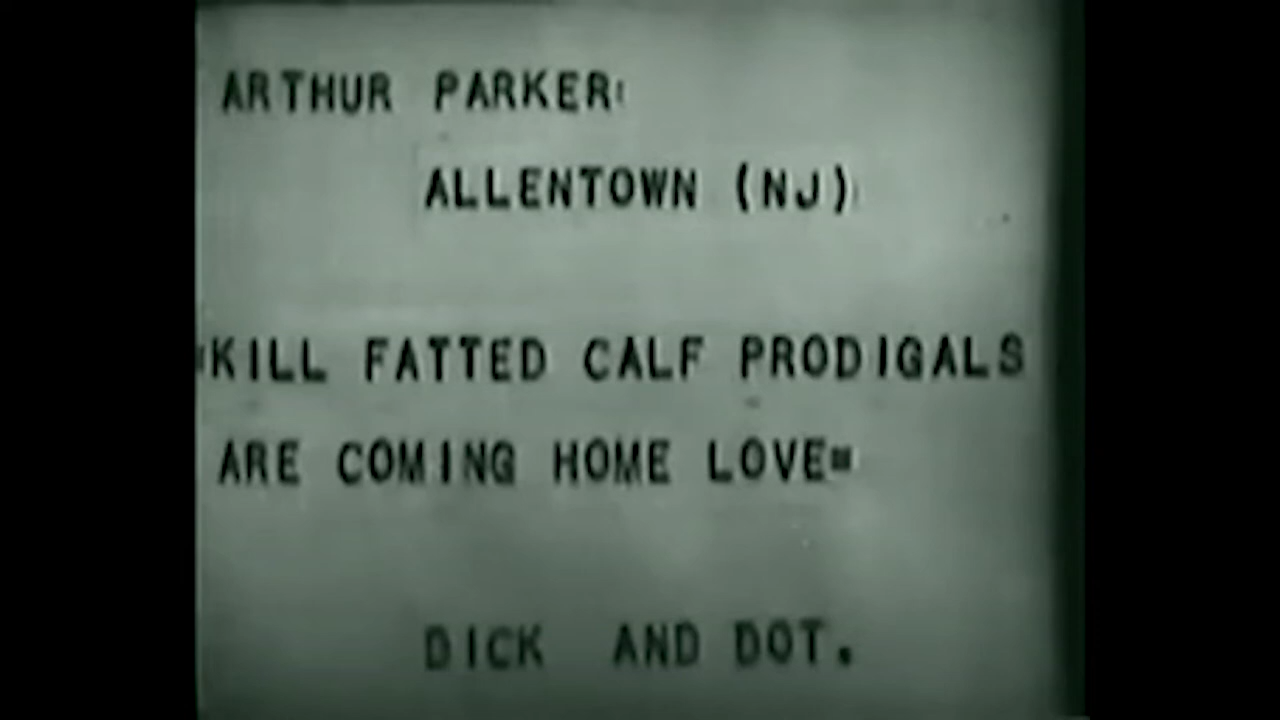 ARTHUR PARKER:
ALLENTOWN (NJ)
:KILL FATTED CALF PRODIGALS
ARE COMING HOME LOVE=
DICK AND DOT.